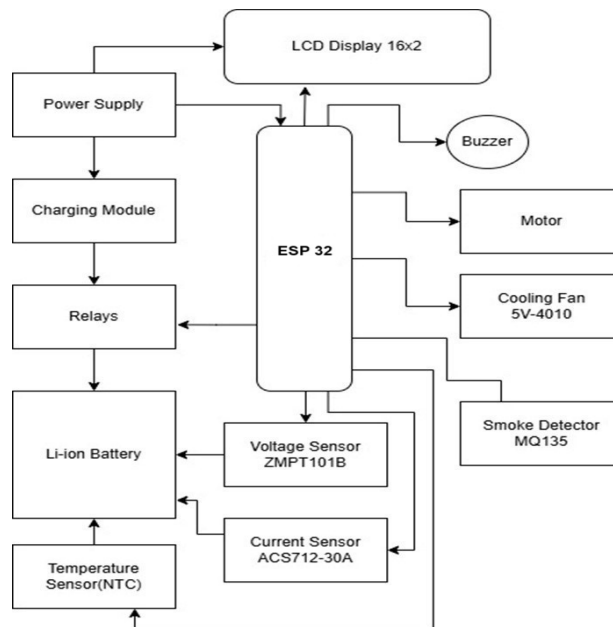 LCD Display 16x2
Power Supply
Buzzer
Charging Module
Motor
ESP 32
Cooling Fan
5V-4010
Relays
Li-ion Battery
Voltage Sensor
ZMPT101B
Smoke Detector
MQ135
Current Sensor
ACS712-30A
Temperature
Sensor(NTC)